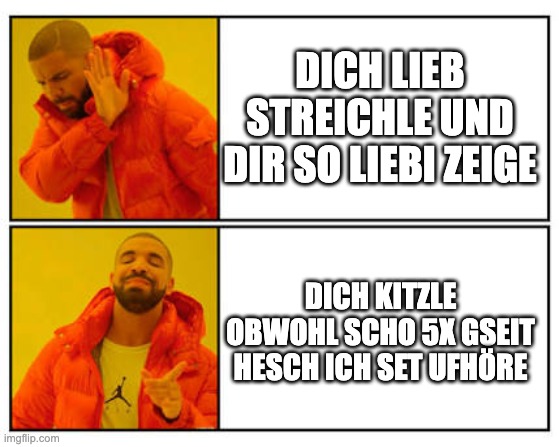 DICH LIEB
STREICHLE UND
DIR SO LIEBI ZEIGE
DICH KITZLE
OBWOHL SCHO 5X GSEIT
HESCH ICH SET UFHÖRE
imgflip.com